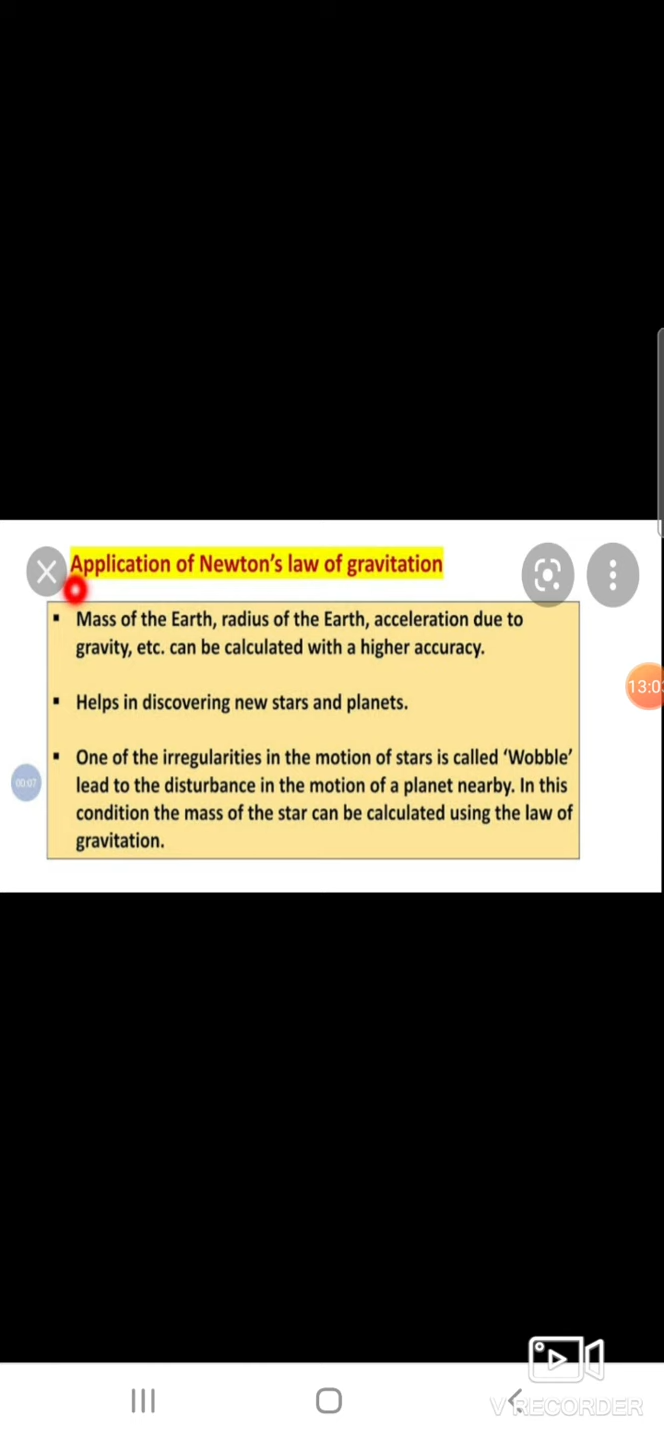 Application of Newton's law of gravitation
▪ Mass of the Earth, radius of the Earth, acceleration due to
gravity, etc. can be calculated with a higher accuracy.
▪ Helps in discovering new stars and planets.
▪ One of the irregularities in the motion of stars is called ‘Wobble’
lead to the disturbance in the motion of a planet nearby. In this
condition the mass of the star can be calculated using the law of
gravitation.
00:07
V RECORDER